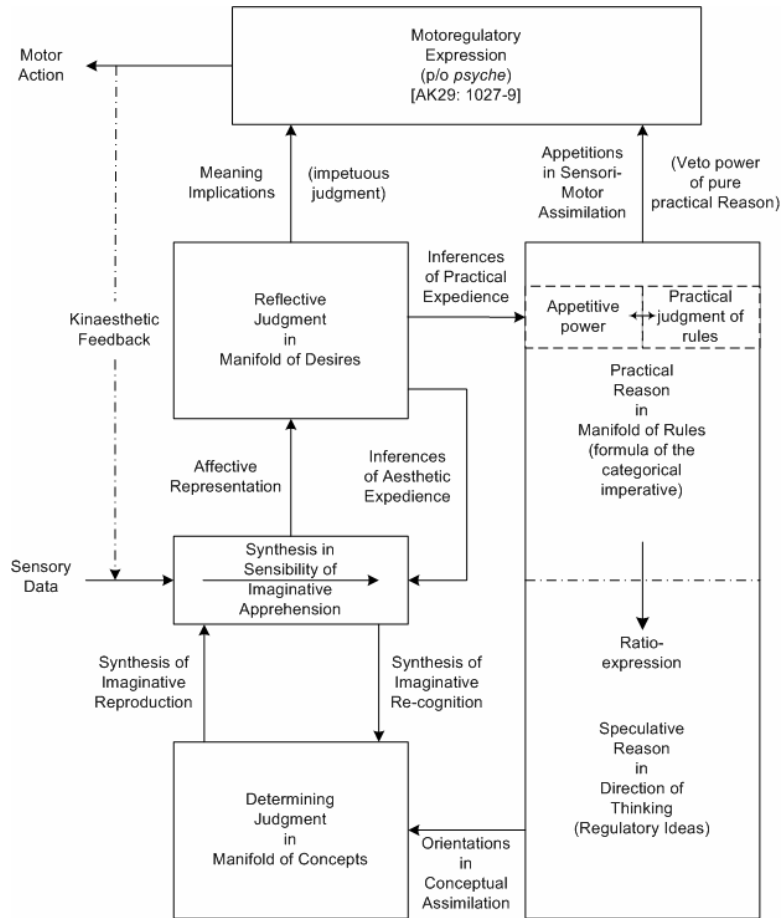 Motor
Action
Motoregulatory
Expression
(p/o psyche)
[AK29: 1027-9]
Meaning
Implications
(impetuous
judgment)
Appetitions
in Sensori-
Motor
Assimilation
(Veto power
of pure
practical Reason)
Kinaesthetic
Feedback
Reflective
Judgment
in
Manifold of Desires
Inferences
of Practical
Expedience
Appetitive
power
Practical
judgment of
rules
Practical
Reason
in
Manifold of Rules
(formula of the
categorical
imperative)
Affective
Representation
Inferences
of Aesthetic
Expedience
Sensory
Data
Synthesis in
Sensibility of
Imaginative
Apprehension
Ratio-
expression
Synthesis of
Imaginative
Reproduction
Synthesis of
Imaginative
Re-cognition
Speculative
Reason
in
Direction of
Thinking
(Regulatory Ideas)
Determining
Judgment
in
Manifold of Concepts
Orientations
in
Conceptual
Assimilation